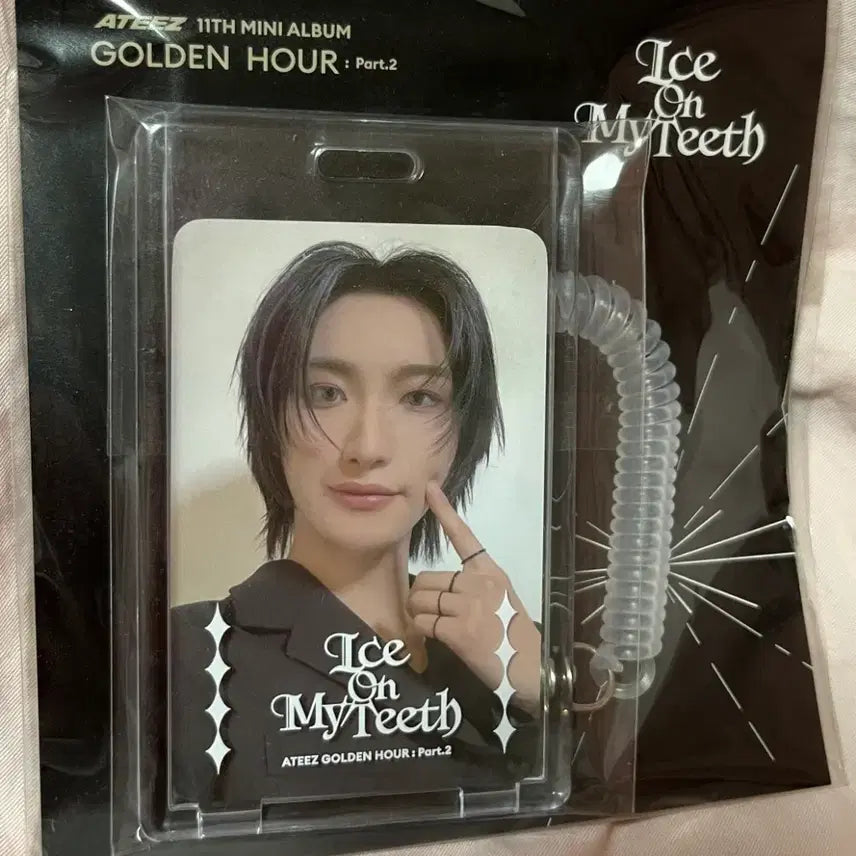 ATEEZ 11TH MINI ALBUM
GOLDEN HOUR : Part.2
Ice
On
My Teeth
Ice
On
My Teeth
ATEEZ GOLDEN HOUR : Part.2